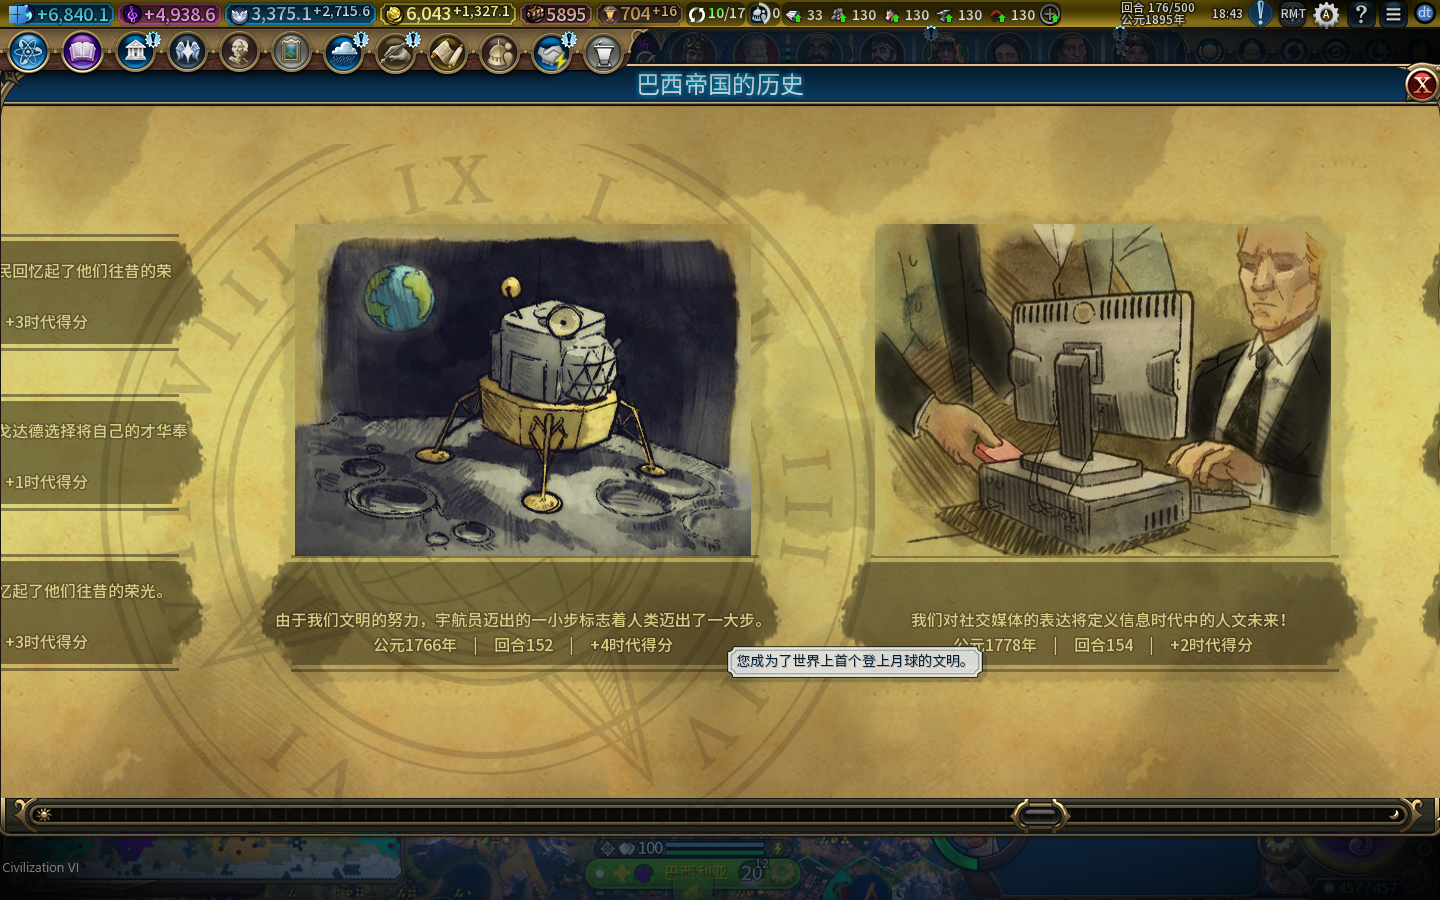 +6,840.1
+4,938.6
3,375.1 +2,715.6
6,043 +1,327.1
5895
704 +16
10/17
0
33
130
130
130
130
回合 176/500
公元1895年
18:43
RMT
?
dt
巴西帝国的历史
X
民回忆起了他们往昔的荣
+3时代得分
戈达德选择将自己的才华奉
+1时代得分
忆起了他们往昔的荣光。
+3时代得分
由于我们文明的努力，宇航员迈出的一小步标志着人类迈出了一大步。
公元1766年 | 回合152 | +4时代得分
我们对社交媒体的表达将定义信息时代中的人文未来！
公元1778年 | 回合154 | +2时代得分
您成为了世界上首个登上月球的文明。
Civilization VI
100
巴西利亚
20
12
457 / 457